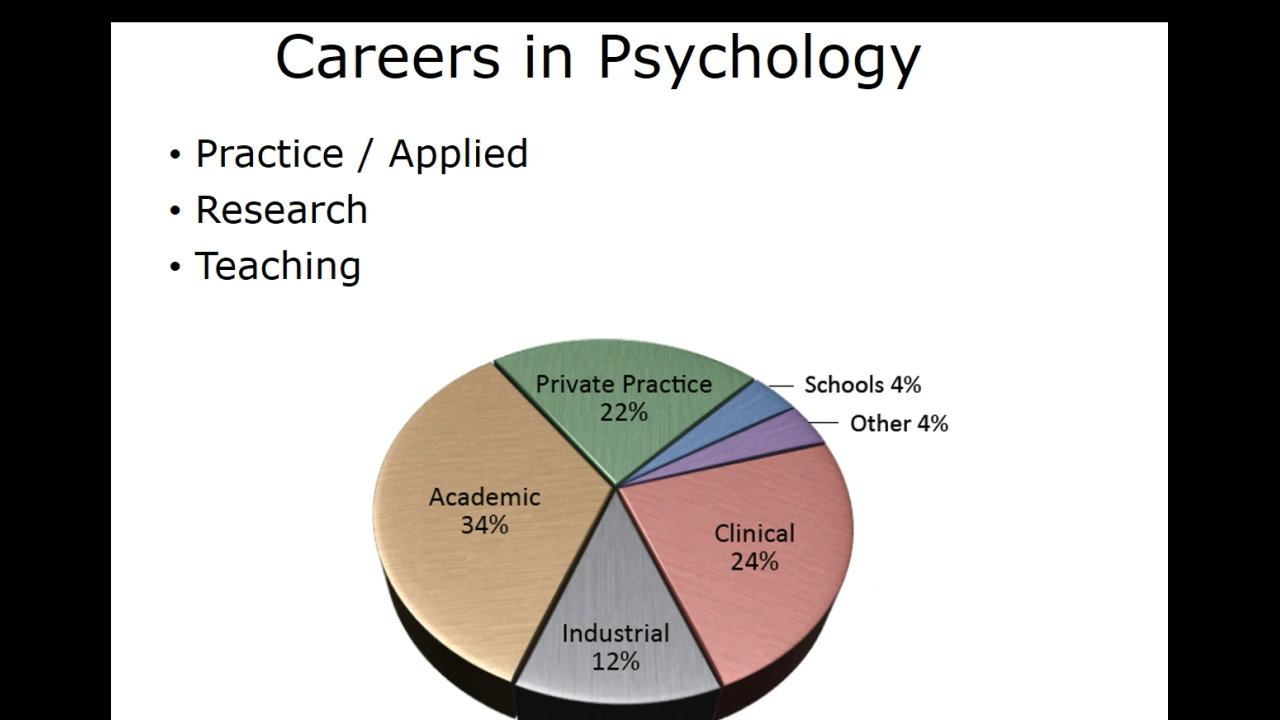 Careers in Psychology
• Practice / Applied
• Research
• Teaching
Private Practice
22%
Schools 4%
Other 4%
Academic
34%
Clinical
24%
Industrial
12%